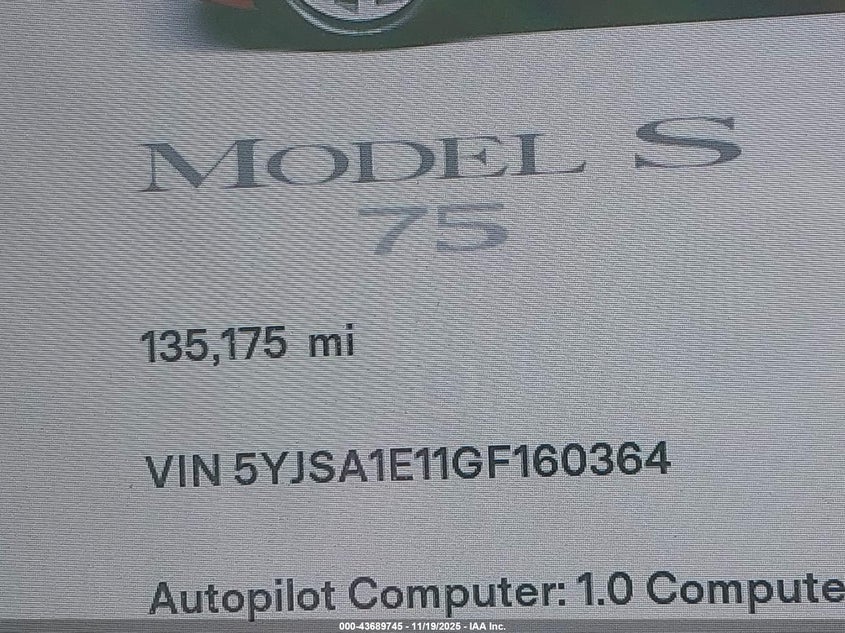 MODEL S
75
135,175 mi
VIN 5YJSA1E11GF160364
Autopilot Computer: 1.0 Compute
000-43689745 - 11/19/2025 - IAA Inc.